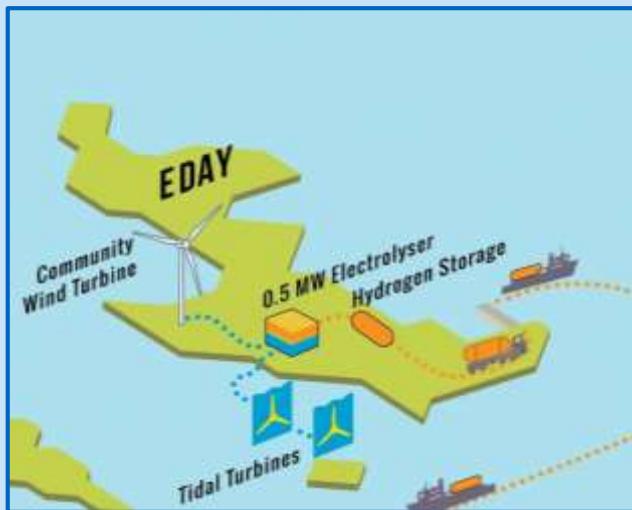 EDAY
Community
Wind Turbine
0.5 MW Electrolyser
Hydrogen Storage
Tidal Turbines